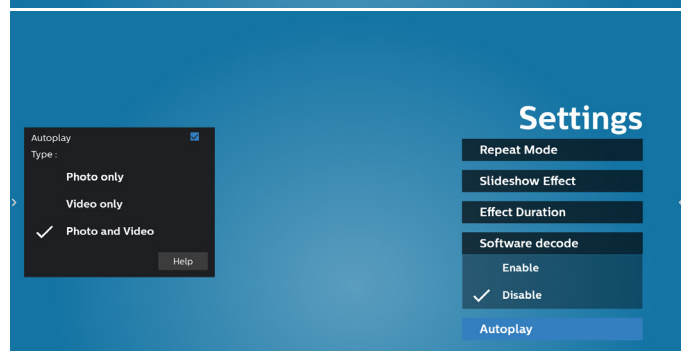 Settings
Autoplay
Type :
Photo only
Video only
Photo and Video
Help
Repeat Mode
Slideshow Effect
Effect Duration
Software decode
Enable
Disable
Autoplay